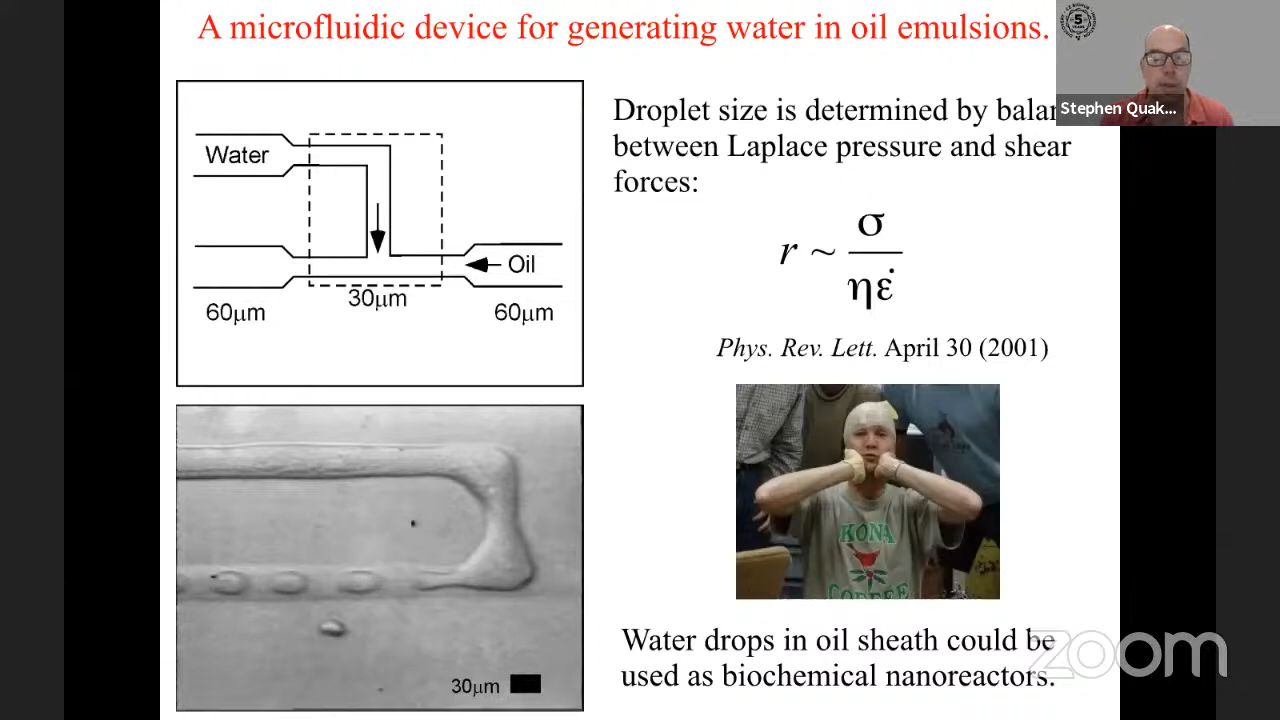 A microfluidic device for generating water in oil emulsions.
5
Stephen Quak...
Water
Oil
60μm
30μm
60μm
30μm
Droplet size is determined by balan
between Laplace pressure and shear
forces:
r ~ σ / ηε̇
Phys. Rev. Lett. April 30 (2001)
KONA
COFFEE
Water drops in oil sheath could be
used as biochemical nanoreactors.
zoom